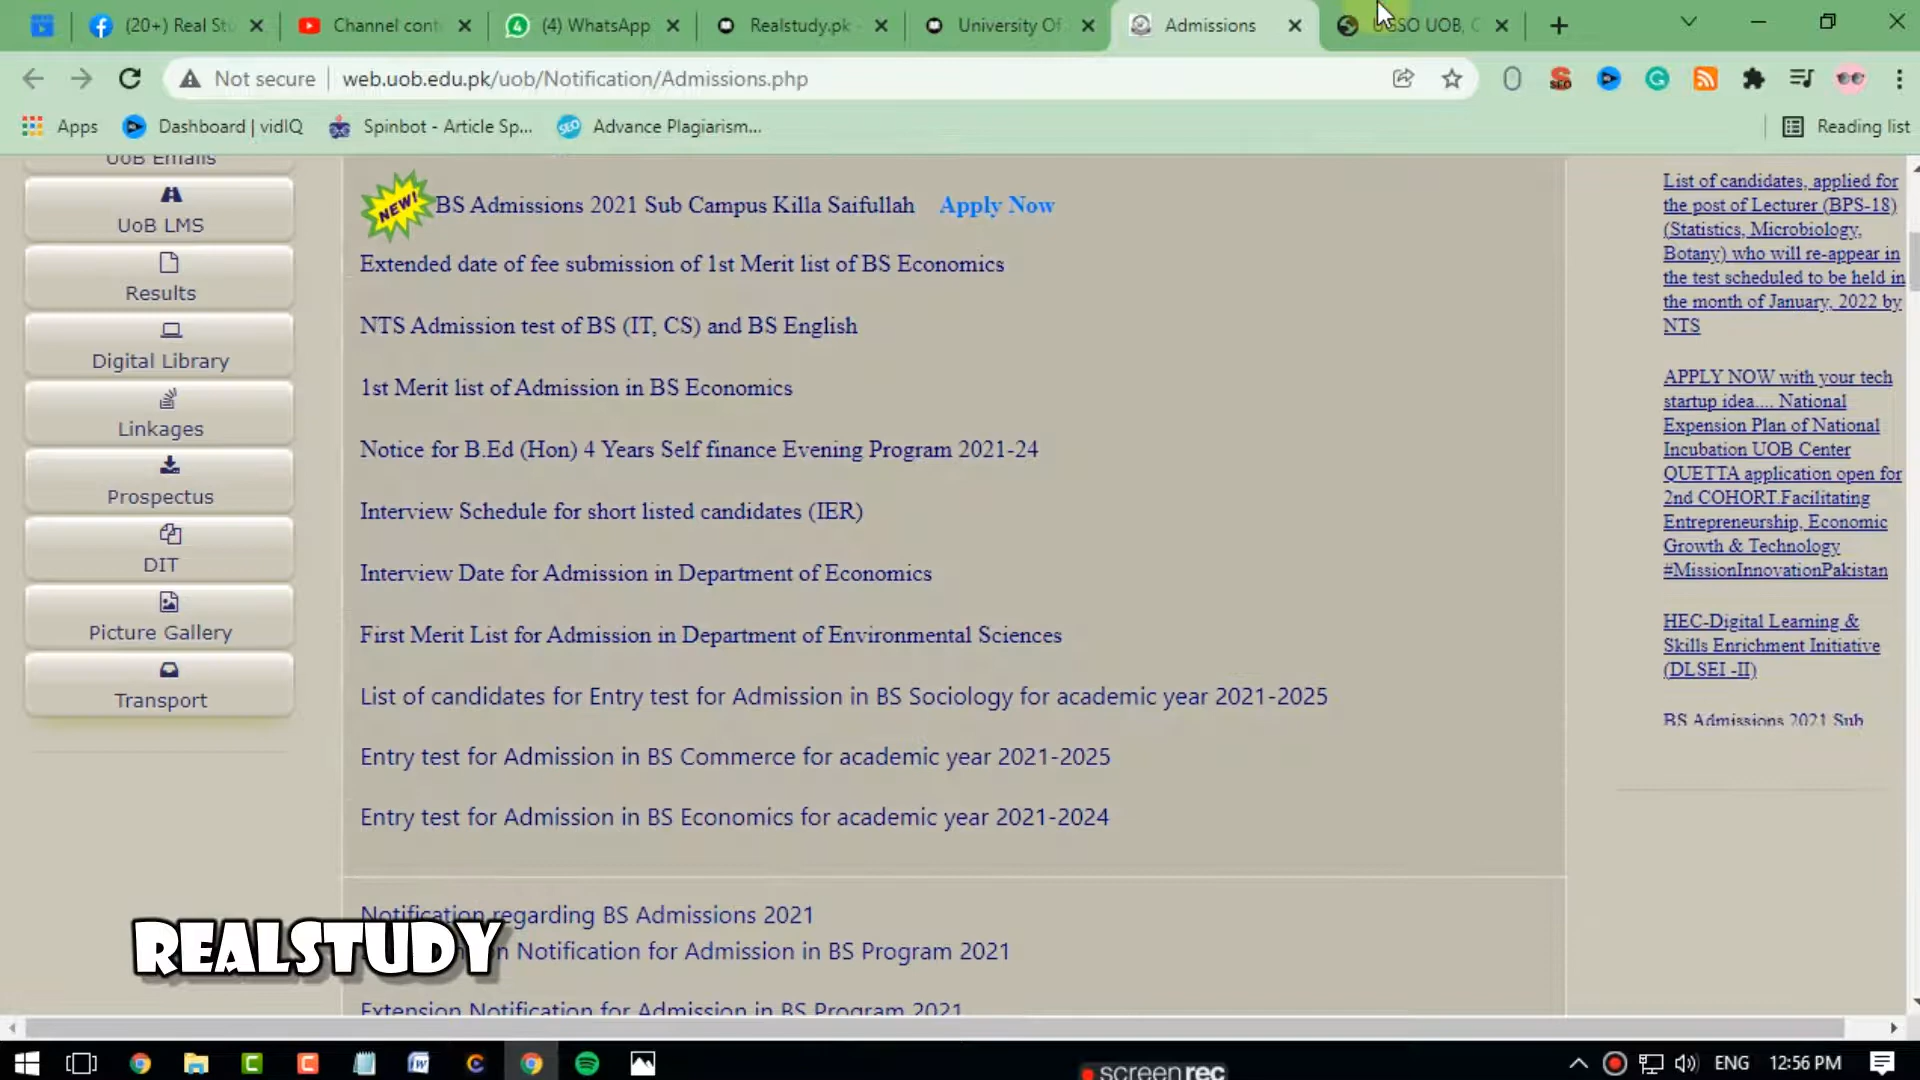 (20+) Real Stu
Channel cont
(4) WhatsApp
Realstudy.pk -
University Of
Admissions
UGSO UOB, Q
Not secure
web.uob.edu.pk/uob/Notification/Admissions.php
Apps
Dashboard | vidIQ
Spinbot - Article Sp...
Advance Plagiarism...
Reading list
UoB Emails
UoB LMS
Results
Digital Library
Linkages
Prospectus
DIT
Picture Gallery
Transport
NEW! BS Admissions 2021 Sub Campus Killa Saifullah Apply Now
Extended date of fee submission of 1st Merit list of BS Economics
NTS Admission test of BS (IT, CS) and BS English
1st Merit list of Admission in BS Economics
Notice for B.Ed (Hon) 4 Years Self finance Evening Program 2021-24
Interview Schedule for short listed candidates (IER)
Interview Date for Admission in Department of Economics
First Merit List for Admission in Department of Environmental Sciences
List of candidates for Entry test for Admission in BS Sociology for academic year 2021-2025
Entry test for Admission in BS Commerce for academic year 2021-2025
Entry test for Admission in BS Economics for academic year 2021-2024
Notification regarding BS Admissions 2021
Notification for Admission in BS Program 2021
Extension Notification for Admission in BS Program 2021
List of candidates, applied for
the post of Lecturer (BPS-18)
(Statistics, Microbiology,
Botany) who will re-appear in
the test scheduled to be held in
the month of January, 2022 by
NTS
APPLY NOW with your tech
startup idea.... National
Expension Plan of National
Incubation UOB Center
QUETTA application open for
2nd COHORT.Facilitating
Entrepreneurship, Economic
Growth & Technology
#MissionInnovationPakistan
HEC-Digital Learning &
Skills Enrichment Initiative
(DLSEI -II)
BS Admissions 2021 Sub
REALSTUDY
screenrec
ENG
12:56 PM